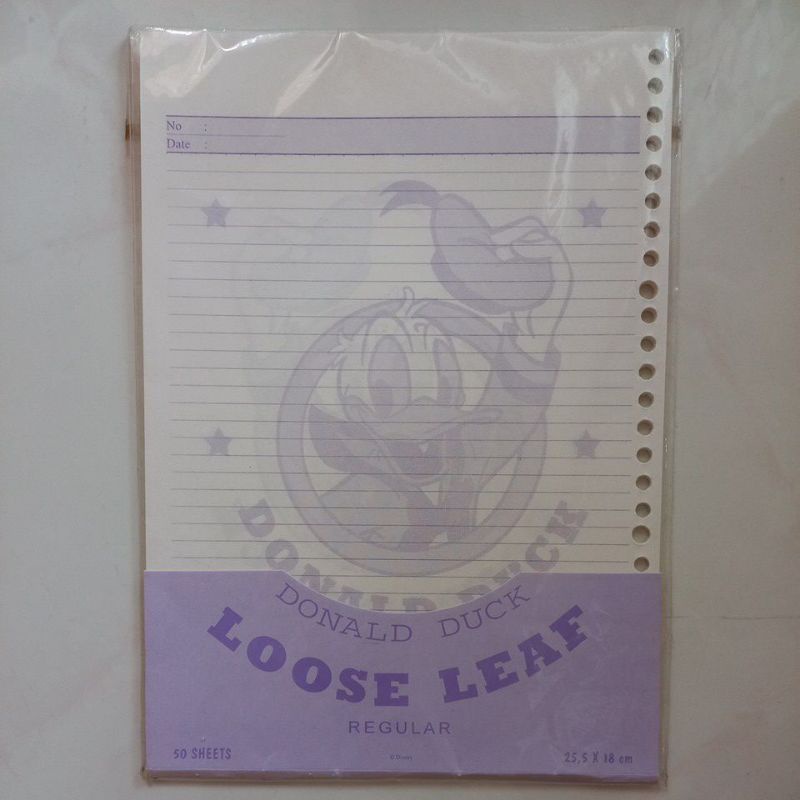 No :
Date :
DONALD DUCK
DONALD DUCK
LOOSE LEAF
REGULAR
50 SHEETS
© Disney
25,5 X 18 cm